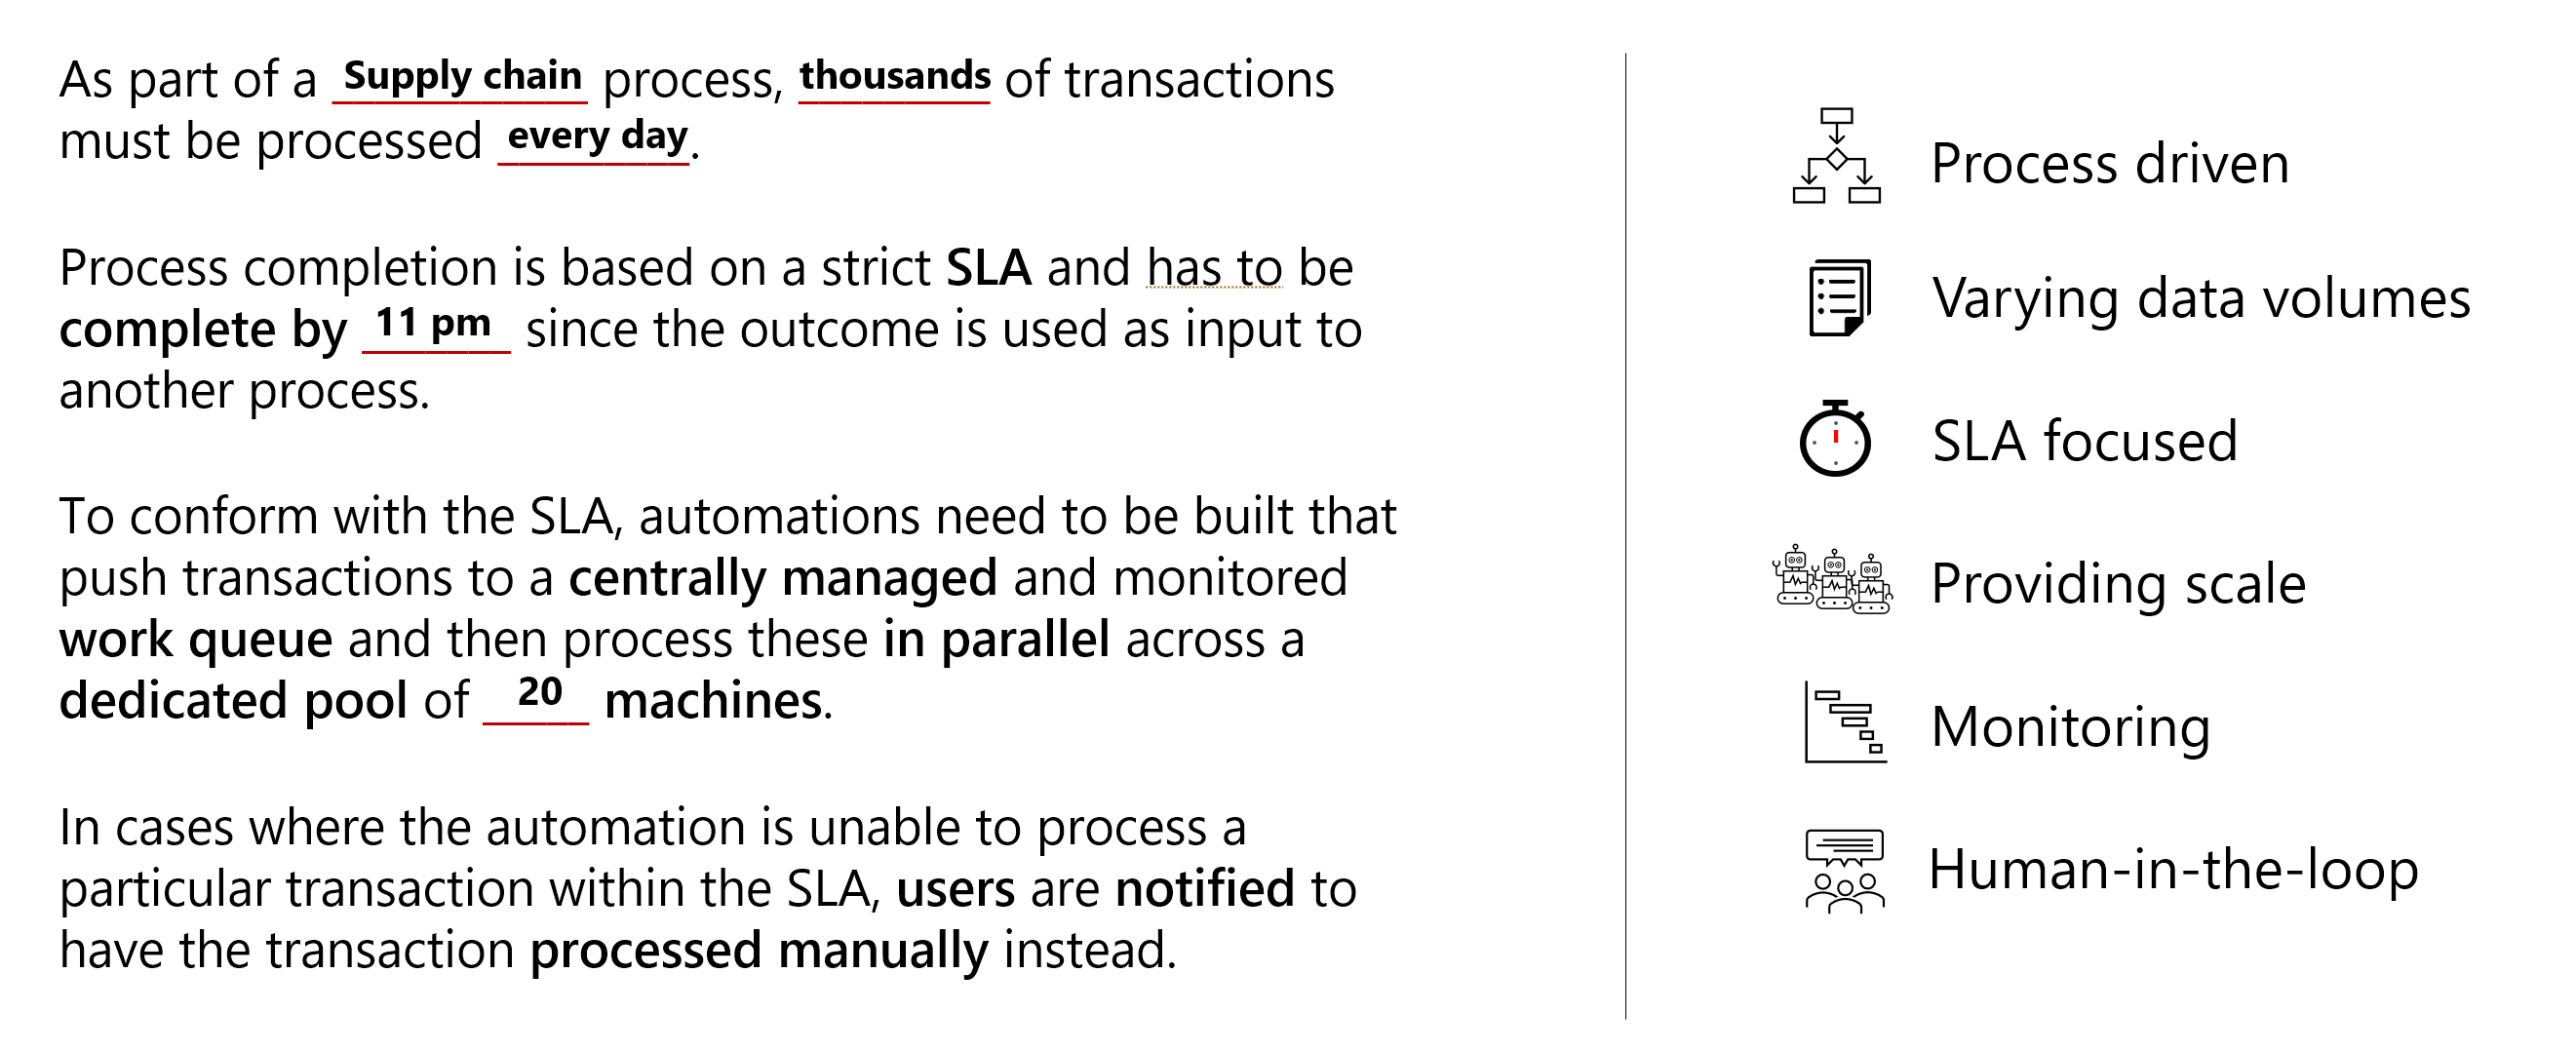 As part of a Supply chain process, thousands of transactions
must be processed every day.
Process completion is based on a strict SLA and has to be
complete by 11 pm since the outcome is used as input to
another process.
To conform with the SLA, automations need to be built that
push transactions to a centrally managed and monitored
work queue and then process these in parallel across a
dedicated pool of 20 machines.
In cases where the automation is unable to process a
particular transaction within the SLA, users are notified to
have the transaction processed manually instead.
Process driven
Varying data volumes
SLA focused
Providing scale
Monitoring
Human-in-the-loop